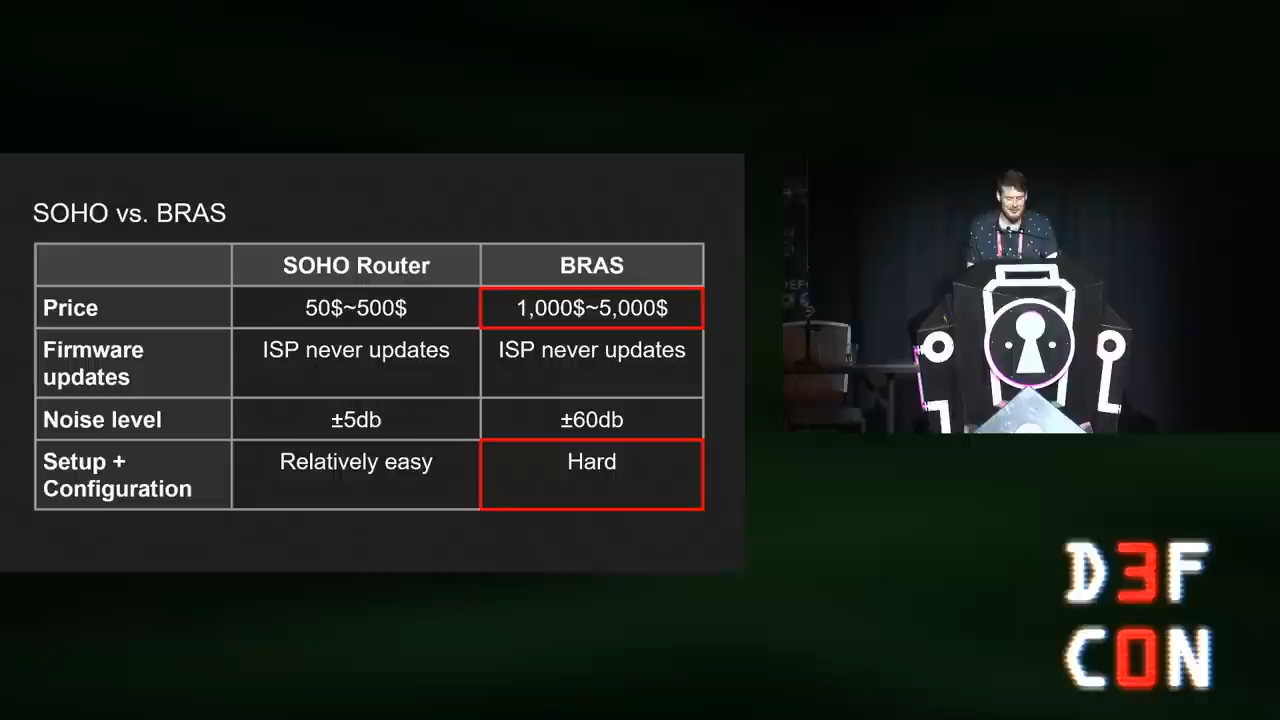 SOHO vs. BRAS
SOHO Router BRAS
Price 50$~500$ 1,000$~5,000$
Firmware updates ISP never updates ISP never updates
Noise level ±5db ±60db
Setup + Configuration Relatively easy Hard
D3F
C0N